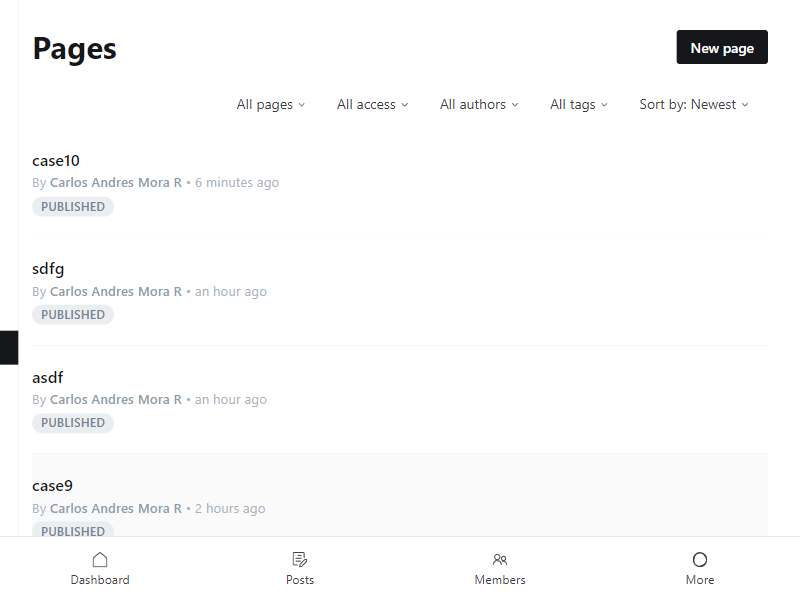 Pages
New page
All pages
All access
All authors
All tags
Sort by: Newest
case10
By Carlos Andres Mora R • 6 minutes ago
PUBLISHED
sdfg
By Carlos Andres Mora R • an hour ago
PUBLISHED
asdf
By Carlos Andres Mora R • an hour ago
PUBLISHED
case9
By Carlos Andres Mora R • 2 hours ago
PUBLISHED
Dashboard
Posts
Members
More